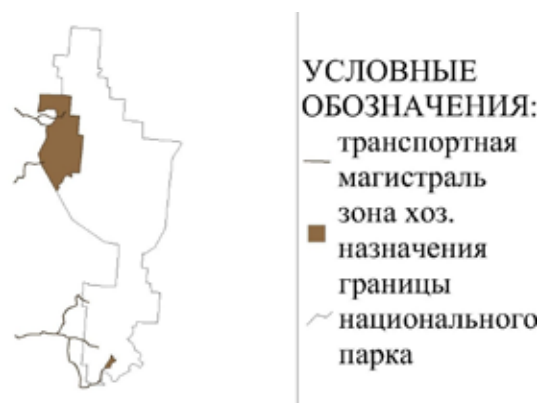 УСЛОВНЫЕ
ОБОЗНАЧЕНИЯ:
транспортная
магистраль
зона хоз.
назначения
границы
национального
парка